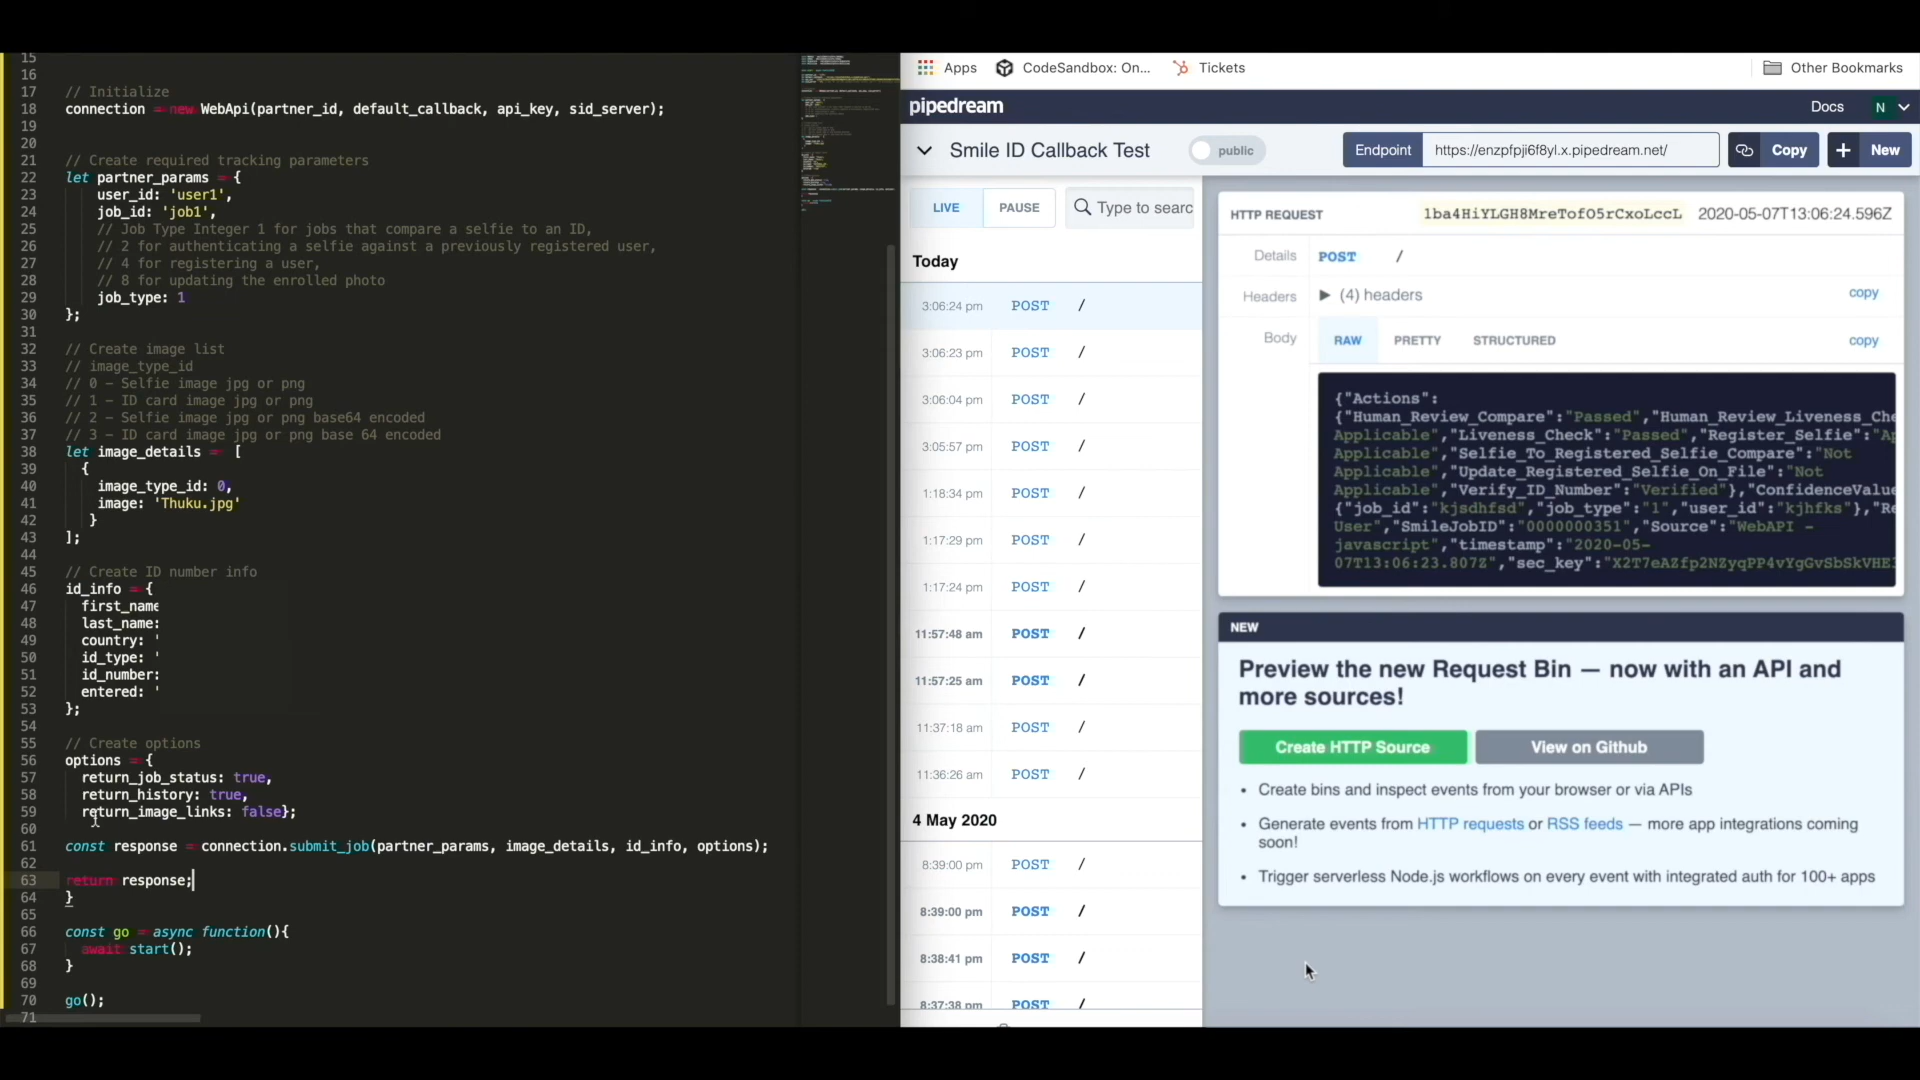 15
16
17 // Initialize
18 connection = new WebApi(partner_id, default_callback, api_key, sid_server);
19
20
21 // Create required tracking parameters
22 let partner_params = {
23 user_id: 'user1',
24 job_id: 'job1',
25 // Job Type Integer 1 for jobs that compare a selfie to an ID,
26 // 2 for authenticating a selfie against a previously registered user,
27 // 4 for registering a user,
28 // 8 for updating the enrolled photo
29 job_type: 1
30 };
31
32 // Create image list
33 // image_type_id
34 // 0 – Selfie image jpg or png
35 // 1 – ID card image jpg or png
36 // 2 – Selfie image jpg or png base64 encoded
37 // 3 – ID card image jpg or png base 64 encoded
38 let image_details = [
39 {
40 image_type_id: 0,
41 image: 'Thuku.jpg'
42 }
43 ];
44
45 // Create ID number info
46 id_info = {
47 first_name
48 last_name:
49 country: '
50 id_type: '
51 id_number:
52 entered: '
53 };
54
55 // Create options
56 options = {
57 return_job_status: true,
58 return_history: true,
59 return_image_links: false};
60
61 const response = connection.submit_job(partner_params, image_details, id_info, options);
62
63 return response;
64 }
65
66 const go = async function(){
67 await start();
68 }
69
70 go();
71
Apps CodeSandbox: On... Tickets Other Bookmarks
pipedream Docs N
Smile ID Callback Test public Endpoint https://enzpfpji6f8yl.x.pipedream.net/ Copy + New
LIVE PAUSE Type to searc
Today
3:06:24 pm POST /
3:06:23 pm POST /
3:06:04 pm POST /
3:05:57 pm POST /
1:18:34 pm POST /
1:17:29 pm POST /
1:17:24 pm POST /
11:57:48 am POST /
11:57:25 am POST /
11:37:18 am POST /
11:36:26 am POST /
4 May 2020
8:39:00 pm POST /
8:39:00 pm POST /
8:38:41 pm POST /
8:37:38 pm POST /
HTTP REQUEST 1ba4HiYLGH8MreTofO5rCxoLccL 2020-05-07T13:06:24.596Z
Details POST /
Headers (4) headers copy
Body RAW PRETTY STRUCTURED copy
{"Actions":
{"Human_Review_Compare":"Passed","Human_Review_Liveness_Che
Applicable","Liveness_Check":"Passed","Register_Selfie":"Ap
Applicable","Selfie_To_Registered_Selfie_Compare":"Not
Applicable","Update_Registered_Selfie_On_File":"Not
Applicable","Verify_ID_Number":"Verified"},"ConfidenceValue
{"job_id":"kjsdhfsd","job_type":"1","user_id":"kjhfks"},"Re
User","SmileJobID":"0000000351","Source":"WebAPI -
javascript","timestamp":"2020-05-
07T13:06:23.807Z","sec_key":"X2T7eAZfp2NZyqPP4vYgGvSbSkVHE
NEW
Preview the new Request Bin — now with an API and
more sources!
Create HTTP Source View on Github
• Create bins and inspect events from your browser or via APIs
• Generate events from HTTP requests or RSS feeds — more app integrations coming
soon!
• Trigger serverless Node.js workflows on every event with integrated auth for 100+ apps